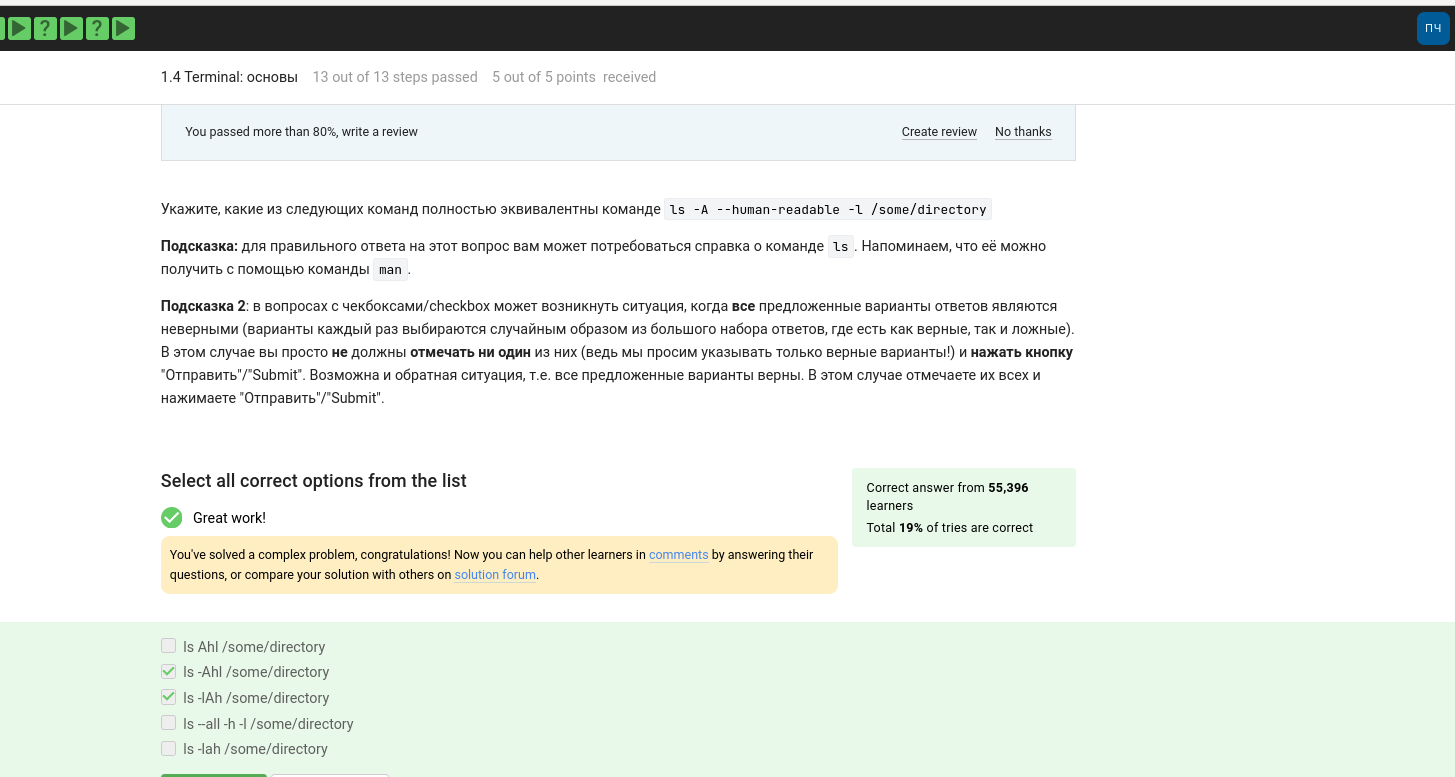 ? ?
ПЧ
1.4 Terminal: основы 13 out of 13 steps passed 5 out of 5 points received
You passed more than 80%, write a review Create review No thanks
Укажите, какие из следующих команд полностью эквивалентны команде ls -A --human-readable -l /some/directory
Подсказка: для правильного ответа на этот вопрос вам может потребоваться справка о команде ls. Напоминаем, что её можно
получить с помощью команды man.
Подсказка 2: в вопросах с чекбоксами/checkbox может возникнуть ситуация, когда все предложенные варианты ответов являются
неверными (варианты каждый раз выбираются случайным образом из большого набора ответов, где есть как верные, так и ложные).
В этом случае вы просто не должны отмечать ни один из них (ведь мы просим указывать только верные варианты!) и нажать кнопку
"Отправить"/"Submit". Возможна и обратная ситуация, т.е. все предложенные варианты верны. В этом случае отмечаете их всех и
нажимаете "Отправить"/"Submit".
Select all correct options from the list
Great work!
You've solved a complex problem, congratulations! Now you can help other learners in comments by answering their
questions, or compare your solution with others on solution forum.
Correct answer from 55,396
learners
Total 19% of tries are correct
ls Ahl /some/directory
ls -Ahl /some/directory
ls -lAh /some/directory
ls --all -h -l /some/directory
ls -lah /some/directory